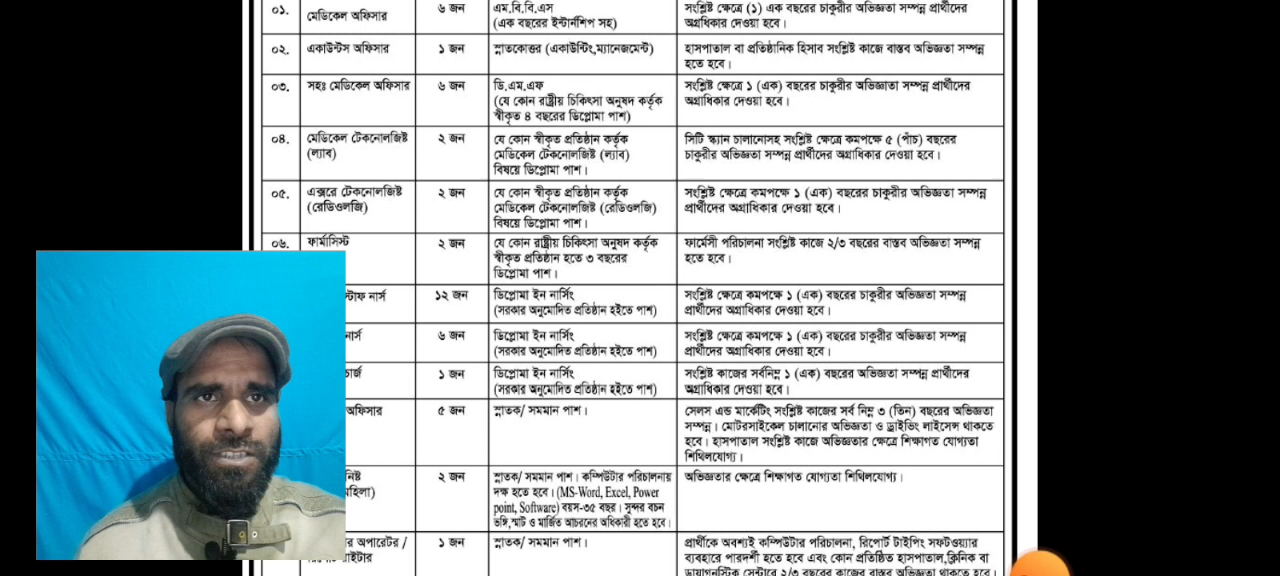 ০১.
মেডিকেল অফিসার
৬ জন
এম.বি.বি.এস
(এক বছরের ইন্টার্নশিপ সহ)
সংশ্লিষ্ট ক্ষেত্রে (১) এক বছরের চাকুরীর অভিজ্ঞতা সম্পন্ন প্রার্থীদের
অগ্রাধিকার দেওয়া হবে।
০২.
একাউন্টস অফিসার
১ জন
স্নাতকোত্তর (একাউন্টিং,ম্যানেজমেন্ট)
হাসপাতাল বা প্রতিষ্ঠানিক হিসাব সংশ্লিষ্ট কাজে বাস্তব অভিজ্ঞতা সম্পন্ন
হতে হবে।
০৩.
সহঃ মেডিকেল অফিসার
৬ জন
ডি.এম.এফ
(যে কোন রাষ্ট্রীয় চিকিৎসা অনুষদ কর্তৃক
স্বীকৃত ৪ বছরের ডিপ্লোমা পাশ)
সংশ্লিষ্ট ক্ষেত্রে ১ (এক) বছরের চাকুরীর অভিজ্ঞাতা সম্পন্ন প্রার্থীদের
অগ্রাধিকার দেওয়া হবে।
০৪.
মেডিকেল টেকনোলজিষ্ট
(ল্যাব)
২ জন
যে কোন স্বীকৃত প্রতিষ্ঠান কর্তৃক
মেডিকেল টেকনোলজিষ্ট (ল্যাব)
বিষয়ে ডিপ্লোমা পাশ।
সিটি স্ক্যান চালানোসহ সংশ্লিষ্ট ক্ষেত্রে কমপক্ষে ৫ (পাঁচ) বছরের
চাকুরীর অভিজ্ঞতা সম্পন্ন প্রার্থীদের অগ্রাধিকার দেওয়া হবে।
০৫.
এক্সরে টেকনোলজিষ্ট
(রেডিওলজি)
২ জন
যে কোন স্বীকৃত প্রতিষ্ঠান কর্তৃক
মেডিকেল টেকনোলজিষ্ট (রেডিওলজি)
বিষয়ে ডিপ্লোমা পাশ।
সংশ্লিষ্ট ক্ষেত্রে কমপক্ষে ১ (এক) বছরের চাকুরীর অভিজ্ঞতা সম্পন্ন
প্রার্থীদের অগ্রাধিকার দেওয়া হবে।
০৬.
ফার্মাসিস্ট
২ জন
যে কোন রাষ্ট্রীয় চিকিৎসা অনুষদ কর্তৃক
স্বীকৃত প্রতিষ্ঠান হতে ৩ বছরের
ডিপ্লোমা পাশ।
ফার্মেসী পরিচালনা সংশ্লিষ্ট কাজে ২/৩ বছরের বাস্তব অভিজ্ঞতা সম্পন্ন
হতে হবে।
স্টাফ নার্স
১২ জন
ডিপ্লোমা ইন নার্সিং
(সরকার অনুমোদিত প্রতিষ্ঠান হইতে পাশ)
সংশ্লিষ্ট ক্ষেত্রে কমপক্ষে ১ (এক) বছরের চাকুরীর অভিজ্ঞতা সম্পন্ন
প্রার্থীদের অগ্রাধিকার দেওয়া হবে।
নার্স
৬ জন
ডিপ্লোমা ইন নার্সিং
(সরকার অনুমোদিত প্রতিষ্ঠান হইতে পাশ)
সংশ্লিষ্ট ক্ষেত্রে কমপক্ষে ১ (এক) বছরের চাকুরীর অভিজ্ঞতা সম্পন্ন
প্রার্থীদের অগ্রাধিকার দেওয়া হবে।
চার্জ
১ জন
ডিপ্লোমা ইন নার্সিং
(সরকার অনুমোদিত প্রতিষ্ঠান হইতে পাশ)
সংশ্লিষ্ট কাজের সর্বনিম্ন ১ (এক) বছরের অভিজ্ঞতা সম্পন্ন প্রার্থীদের
অগ্রাধিকার দেওয়া হবে।
অফিসার
৫ জন
স্নাতক/ সমমান পাশ।
সেলস এন্ড মার্কেটিং সংশ্লিষ্ট কাজের সর্ব নিম্ন ৩ (তিন) বছরের অভিজ্ঞতা
সম্পন্ন। মোটরসাইকেল চালানোর অভিজ্ঞতা ও ড্রাইভিং লাইসেন্স থাকতে
হবে। হাসপাতাল সংশ্লিষ্ট কাজে অভিজ্ঞতার ক্ষেত্রে শিক্ষাগত যোগ্যতা
শিথিলযোগ্য।
নিষ্ট
মহিলা)
২ জন
স্নাতক/ সমমান পাশ। কম্পিউটার পরিচালনায়
দক্ষ হতে হবে। (MS-Word, Excel, Power
point, Software) বয়স-৩৫ বছর। সুন্দর বচন
ভঙ্গি,স্মার্ট ও মার্জিত আচরনের অধিকারী হতে হবে।
অভিজ্ঞতার ক্ষেত্রে শিক্ষাগত যোগ্যতা শিথিলযোগ্য।
র অপারেটর /
রাইটার
১ জন
স্নাতক/ সমমান পাশ।
প্রার্থীকে অবশ্যই কম্পিউটার পরিচালনা, রিপোর্ট টাইপিং সফটওয়্যার
ব্যবহারে পারদর্শী হতে হবে এবং কোন প্রতিষ্ঠিত হাসপাতাল,ক্লিনিক বা
ডায়াগনস্টিক সেন্টারে ২/৩ বছরের কাজের বাস্তব অভিজ্ঞতা থাকতে হবে।